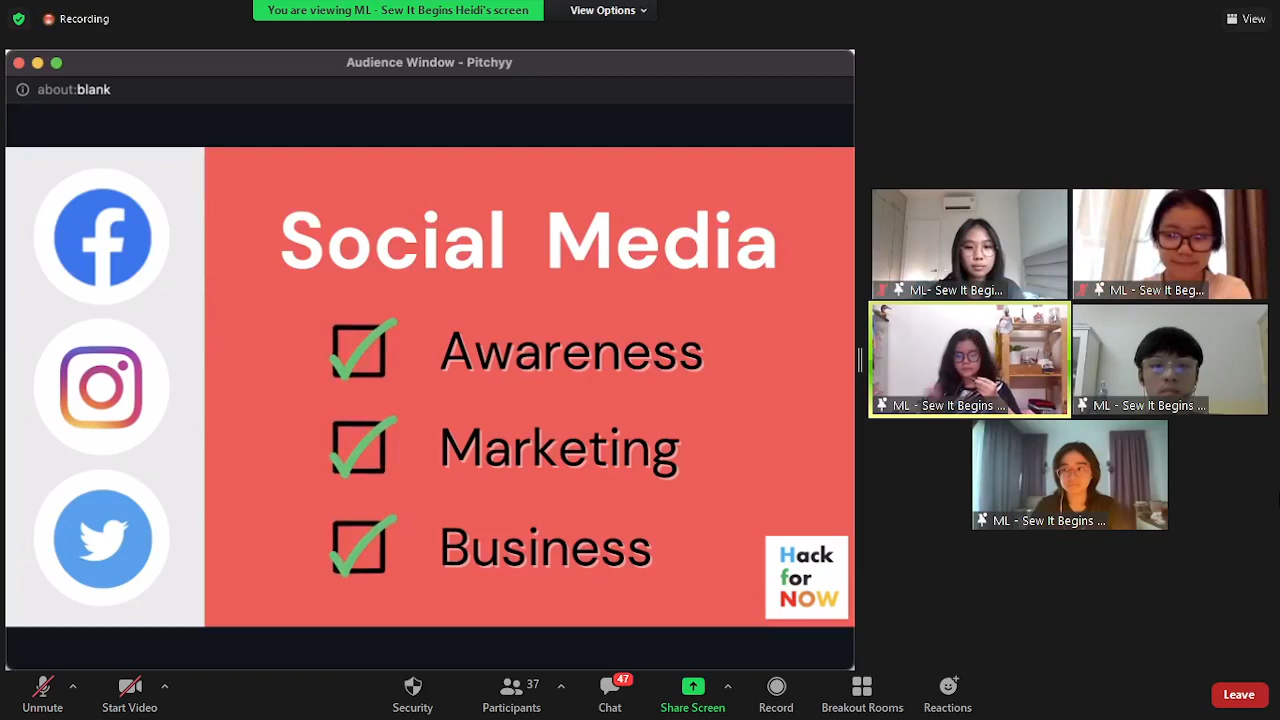 Recording
You are viewing ML - Sew It Begins Heidi's screen
View Options
View
Audience Window - Pitchyy
about:blank
Social Media
Awareness
Marketing
Business
Hack
for
NOW
ML- Sew It Begi...
ML - Sew It Begi...
ML - Sew It Begins ...
ML - Sew It Begins ...
ML - Sew It Begins ...
Unmute
Start Video
Security
37
Participants
47
Chat
Share Screen
Record
Breakout Rooms
Reactions
Leave